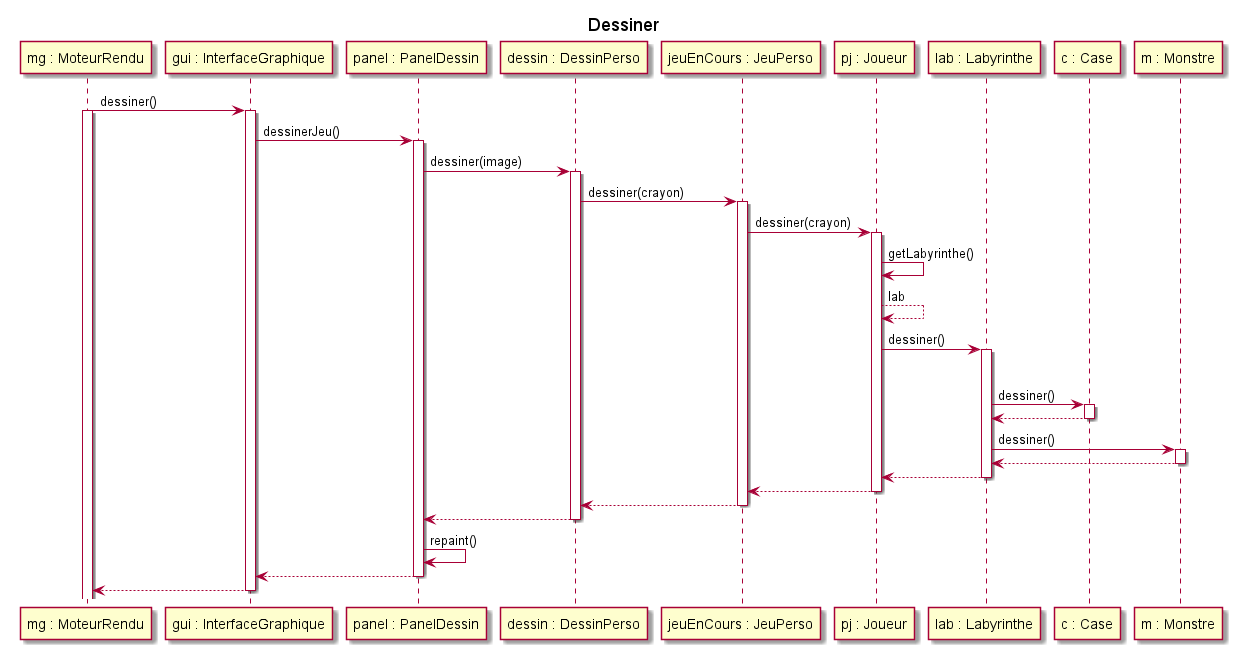 Dessiner
mg : MoteurRendu
gui : InterfaceGraphique
panel : PanelDessin
dessin : DessinPerso
jeuEnCours : JeuPerso
pj : Joueur
lab : Labyrinthe
c : Case
m : Monstre
dessiner()
dessinerJeu()
dessiner(image)
dessiner(crayon)
dessiner(crayon)
getLabyrinthe()
lab
dessiner()
dessiner()
dessiner()
repaint()
mg : MoteurRendu
gui : InterfaceGraphique
panel : PanelDessin
dessin : DessinPerso
jeuEnCours : JeuPerso
pj : Joueur
lab : Labyrinthe
c : Case
m : Monstre